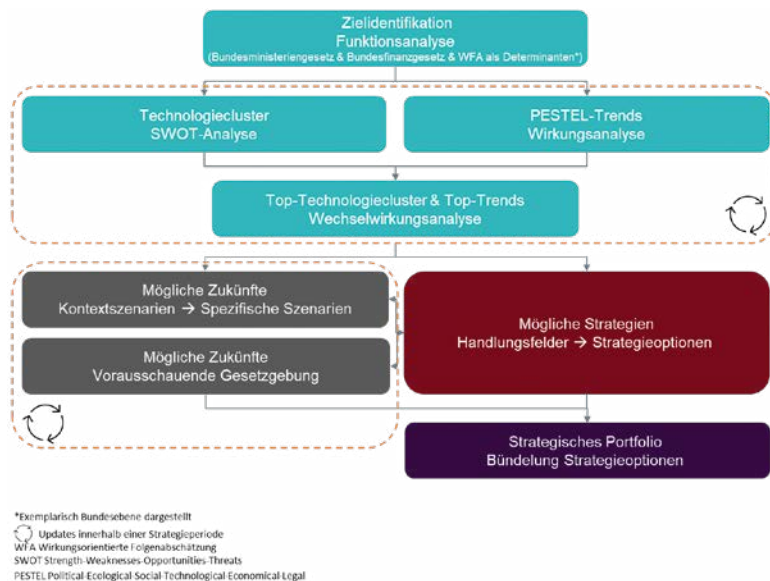 Zielidentifikation
Funktionsanalyse
(Bundesministeriengesetz & Bundesfinanzgesetz & WFA als Determinanten*)
Technologiecluster
SWOT-Analyse
PESTEL-Trends
Wirkungsanalyse
Top-Technologiecluster & Top-Trends
Wechselwirkungsanalyse
Mögliche Zukünfte
Kontextszenarien → Spezifische Szenarien
Mögliche Strategien
Handlungsfelder → Strategieoptionen
Mögliche Zukünfte
Vorausschauende Gesetzgebung
Strategisches Portfolio
Bündelung Strategieoptionen
*Exemplarisch Bundesebene dargestellt
Updates innerhalb einer Strategieperiode
WFA Wirkungsorientierte Folgenabschätzung
SWOT Strength-Weaknesses-Opportunities-Threats
PESTEL Political-Ecological-Social-Technological-Economical-Legal